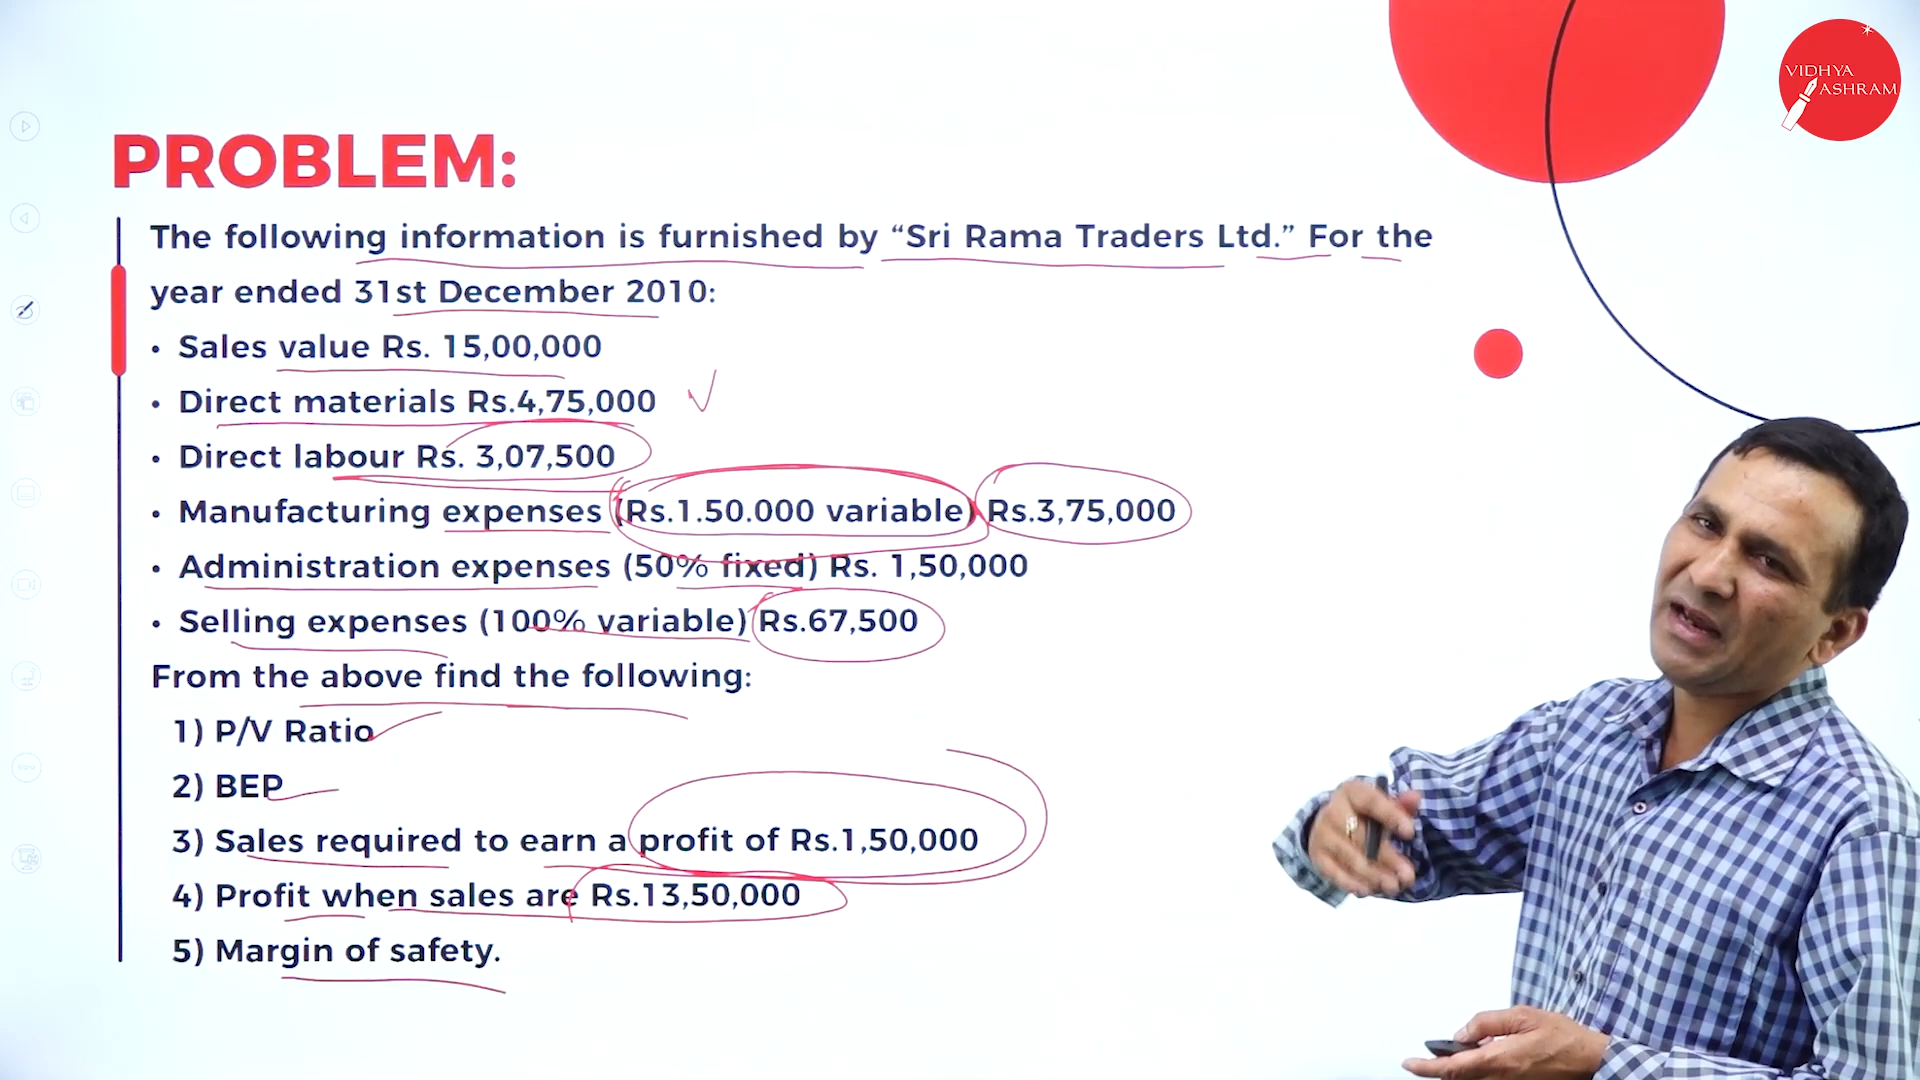 VIDHYA
ASHRAM
PROBLEM:
The following information is furnished by “Sri Rama Traders Ltd.” For the
year ended 31st December 2010:
• Sales value Rs. 15,00,000
• Direct materials Rs.4,75,000
• Direct labour Rs. 3,07,500
• Manufacturing expenses (Rs.1.50.000 variable) Rs.3,75,000
• Administration expenses (50% fixed) Rs. 1,50,000
• Selling expenses (100% variable) Rs.67,500
From the above find the following:
1) P/V Ratio
2) BEP
3) Sales required to earn a profit of Rs.1,50,000
4) Profit when sales are Rs.13,50,000
5) Margin of safety.